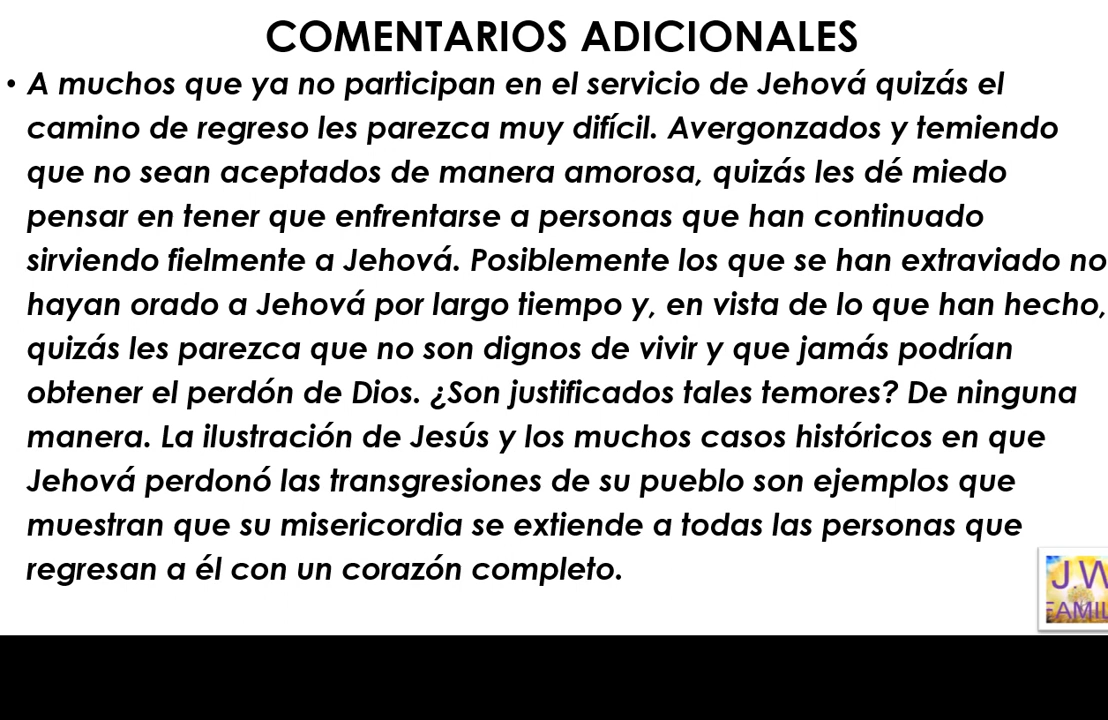 COMENTARIOS ADICIONALES
• A muchos que ya no participan en el servicio de Jehová quizás el
camino de regreso les parezca muy difícil. Avergonzados y temiendo
que no sean aceptados de manera amorosa, quizás les dé miedo
pensar en tener que enfrentarse a personas que han continuado
sirviendo fielmente a Jehová. Posiblemente los que se han extraviado no
hayan orado a Jehová por largo tiempo y, en vista de lo que han hecho,
quizás les parezca que no son dignos de vivir y que jamás podrían
obtener el perdón de Dios. ¿Son justificados tales temores? De ninguna
manera. La ilustración de Jesús y los muchos casos históricos en que
Jehová perdonó las transgresiones de su pueblo son ejemplos que
muestran que su misericordia se extiende a todas las personas que
regresan a él con un corazón completo.